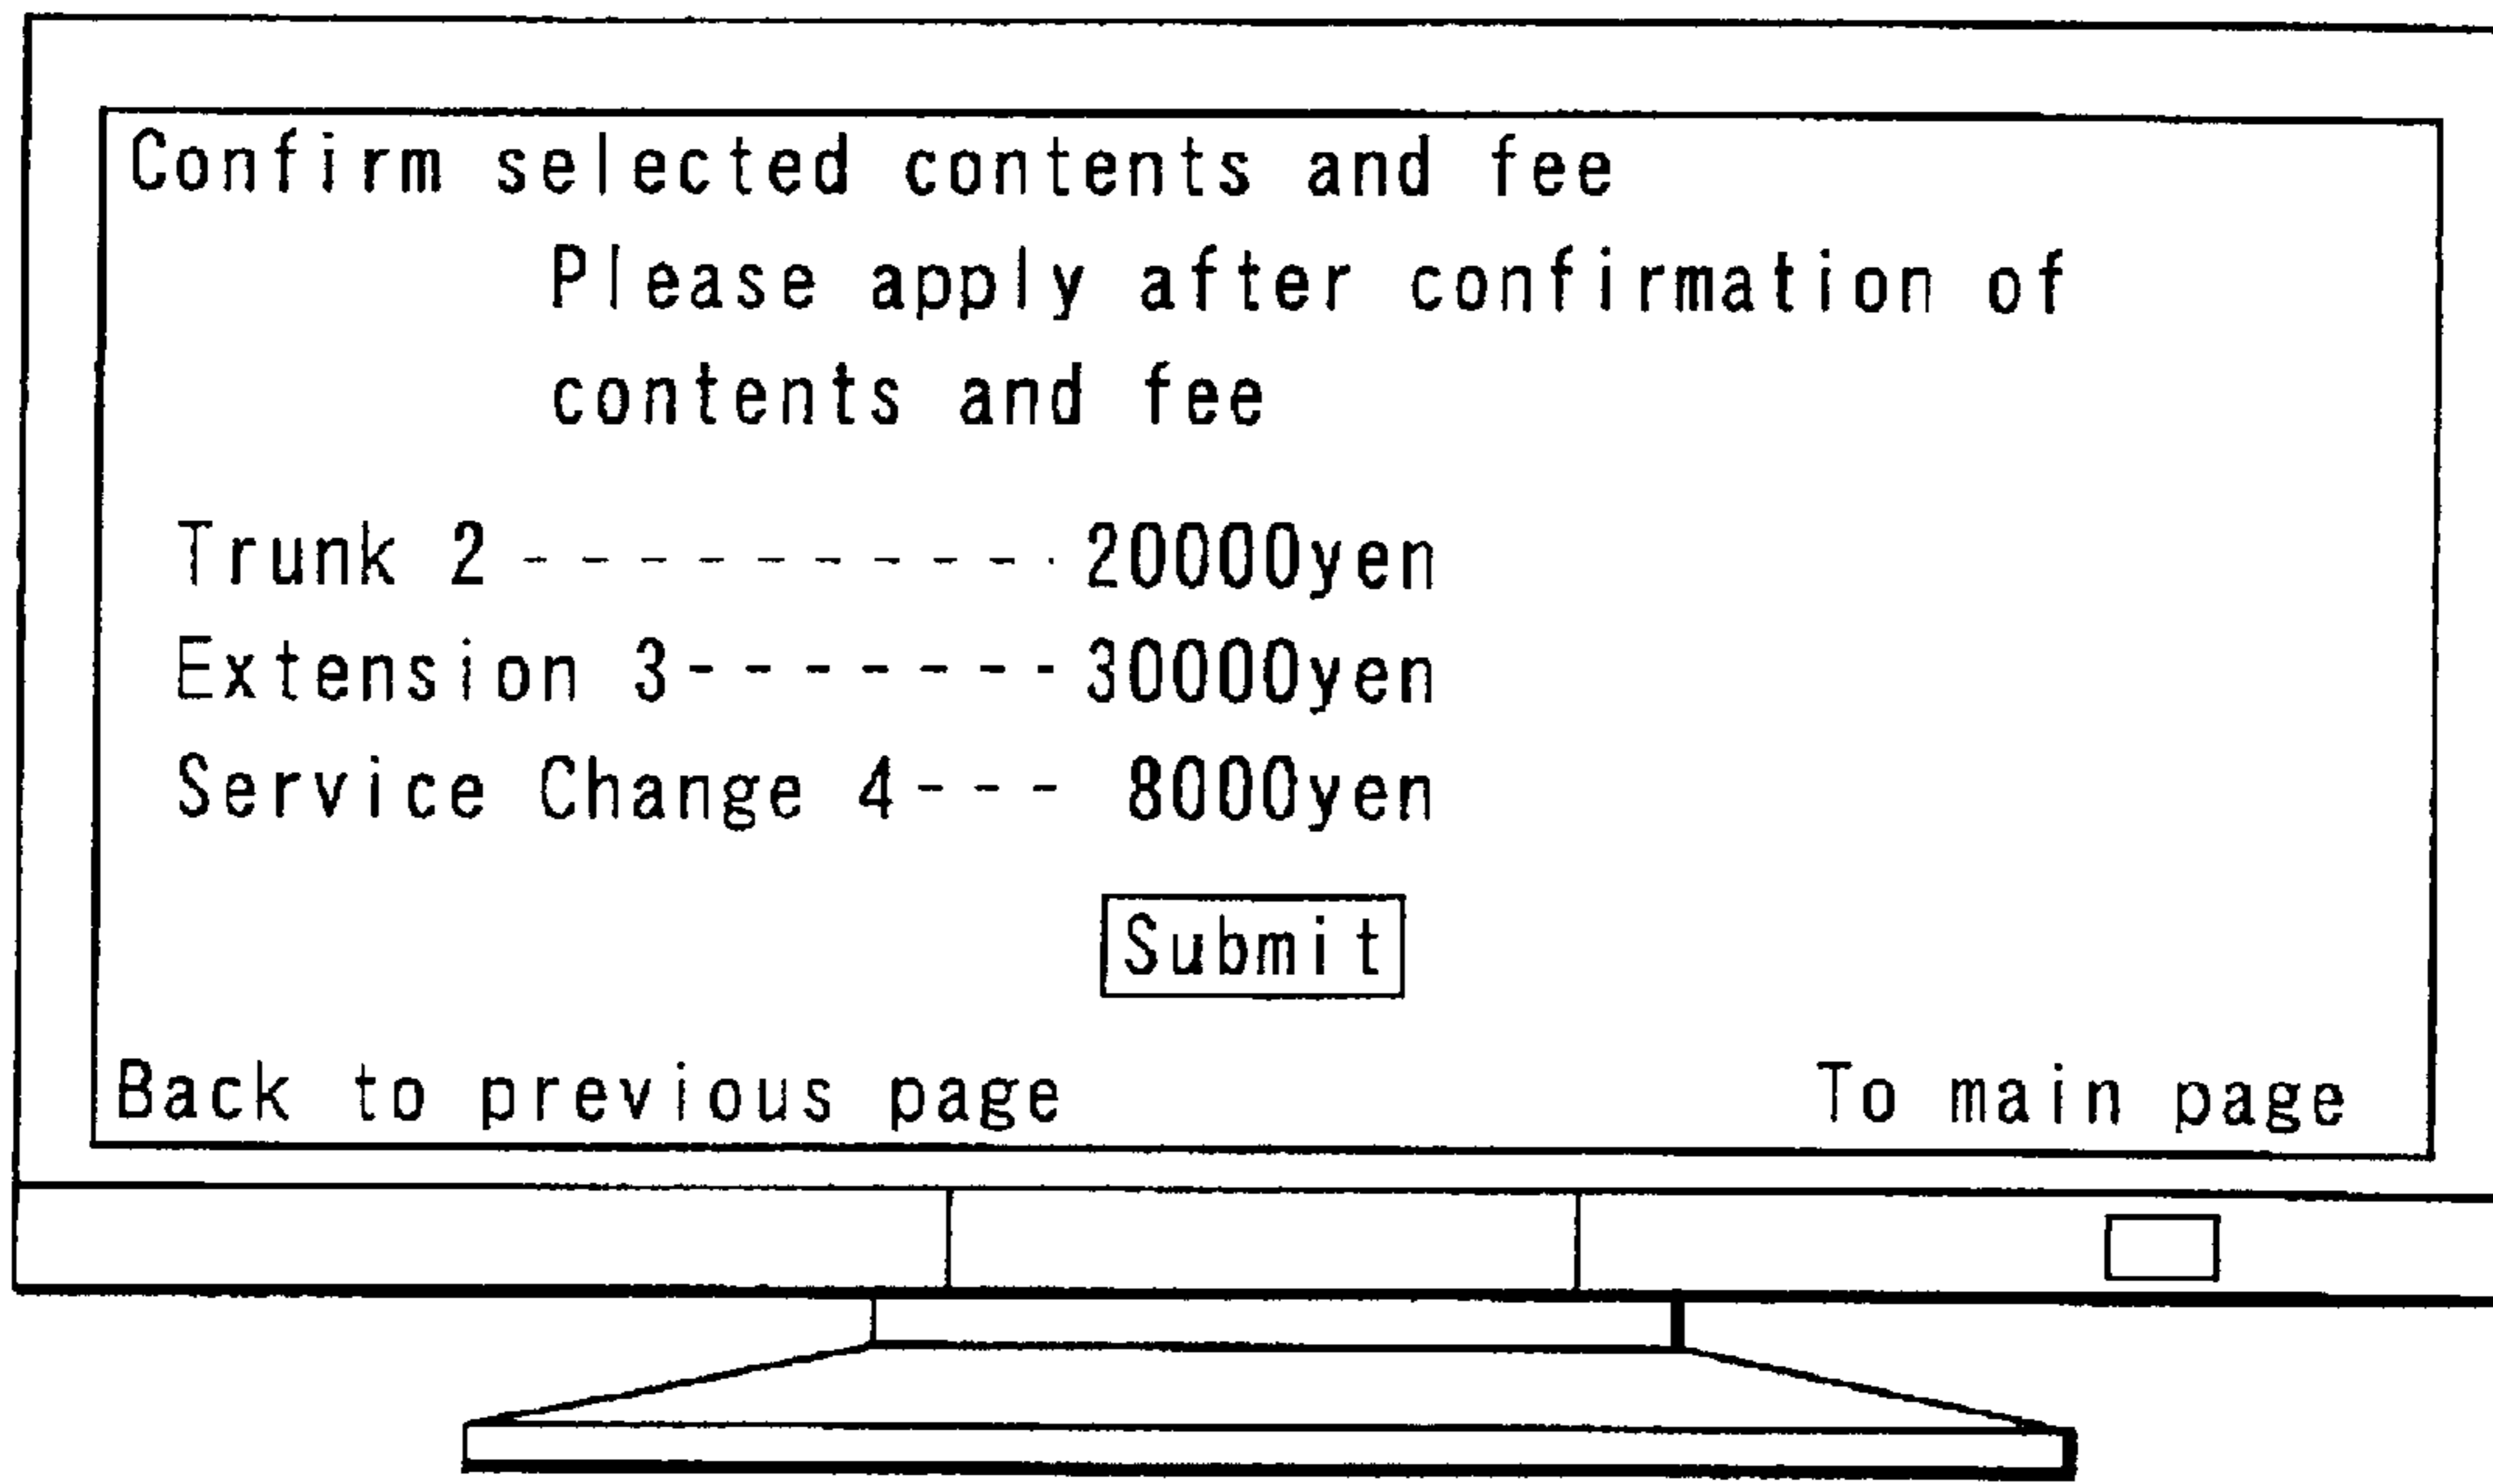 Confirm selected contents and fee
Please apply after confirmation of
contents and fee
Trunk 2 - - - - - - - - - - 20000yen
Extension 3 - - - - - - - 30000yen
Service Change 4 - - - 8000yen
Submit
Back to previous page To main page